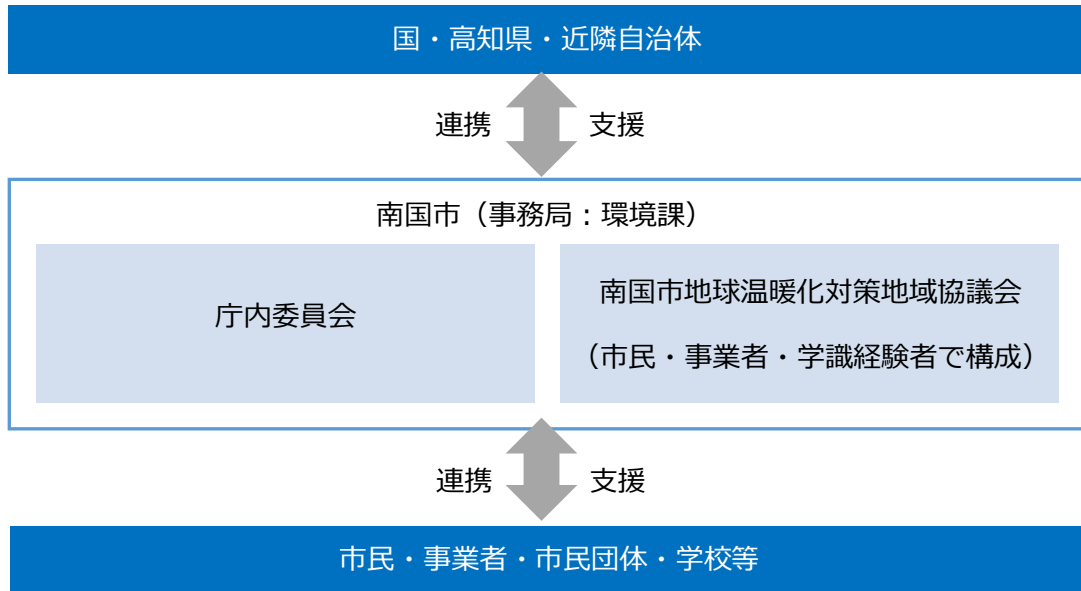 国・高知県・近隣自治体
連携 支援
南国市（事務局：環境課）
庁内委員会
南国市地球温暖化対策地域協議会
（市民・事業者・学識経験者で構成）
連携 支援
市民・事業者・市民団体・学校等